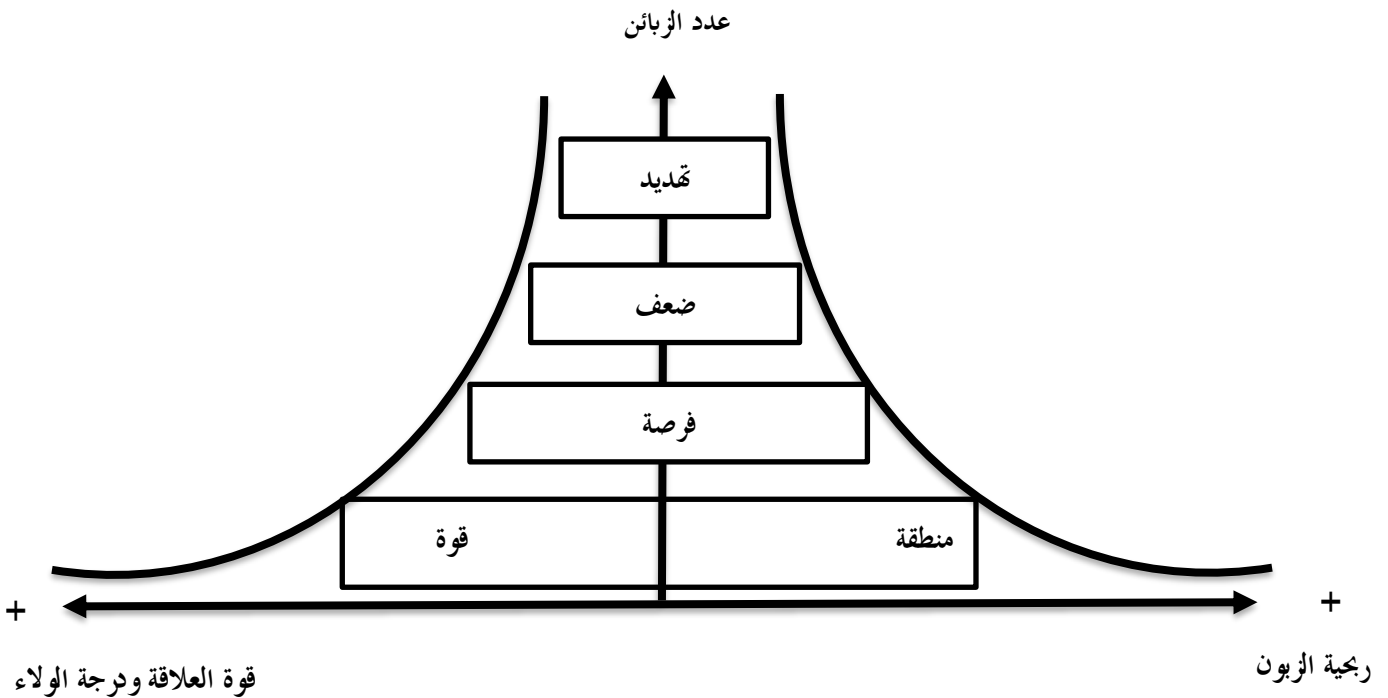 عدد الزبائن
تهديد
ضعف
فرصة
منطقة قوة
+ +
ربحية الزبون
قوة العلاقة ودرجة الولاء